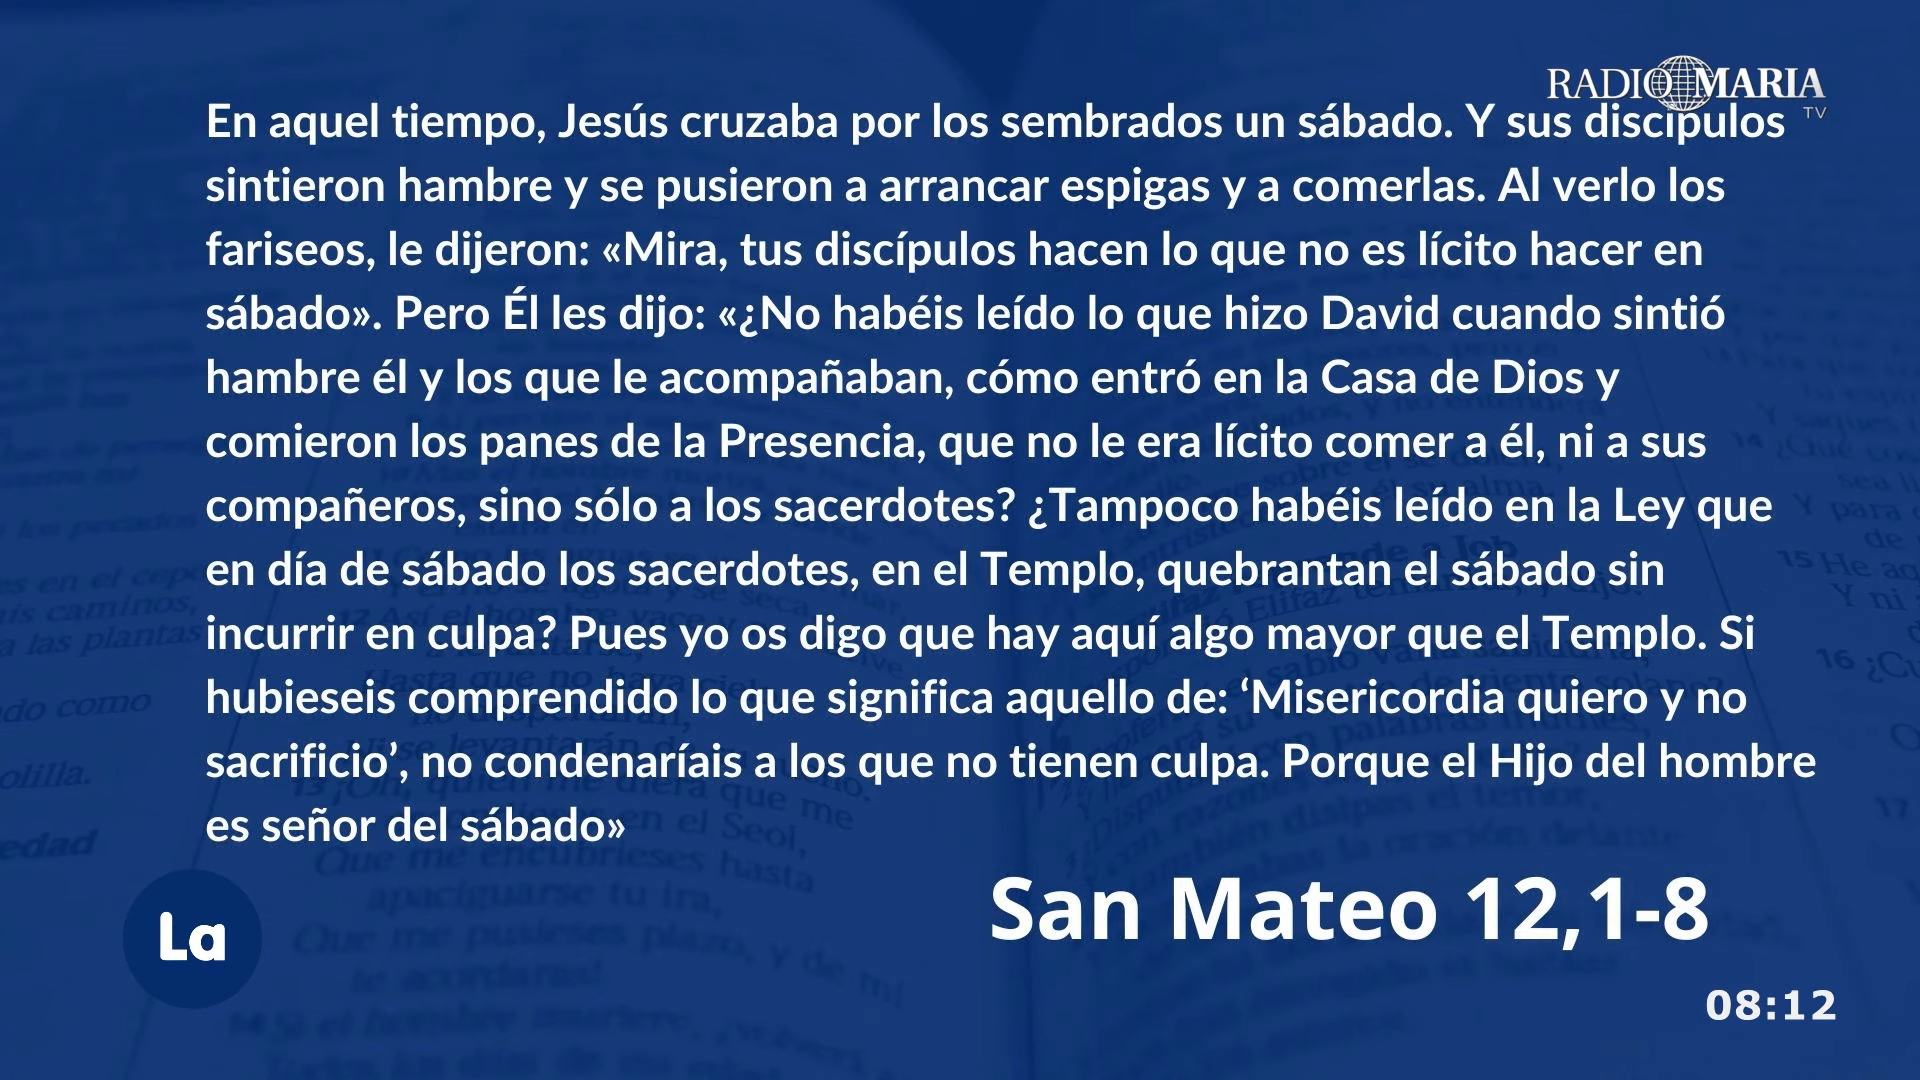 RADIO MARIA
TV
En aquel tiempo, Jesús cruzaba por los sembrados un sábado. Y sus discípulos
sintieron hambre y se pusieron a arrancar espigas y a comerlas. Al verlo los
fariseos, le dijeron: «Mira, tus discípulos hacen lo que no es lícito hacer en
sábado». Pero Él les dijo: «¿No habéis leído lo que hizo David cuando sintió
hambre él y los que le acompañaban, cómo entró en la Casa de Dios y
comieron los panes de la Presencia, que no le era lícito comer a él, ni a sus
compañeros, sino sólo a los sacerdotes? ¿Tampoco habéis leído en la Ley que
en día de sábado los sacerdotes, en el Templo, quebrantan el sábado sin
incurrir en culpa? Pues yo os digo que hay aquí algo mayor que el Templo. Si
hubieseis comprendido lo que significa aquello de: ‘Misericordia quiero y no
sacrificio’, no condenaríais a los que no tienen culpa. Porque el Hijo del hombre
es señor del sábado»
San Mateo 12,1-8
La
08:12